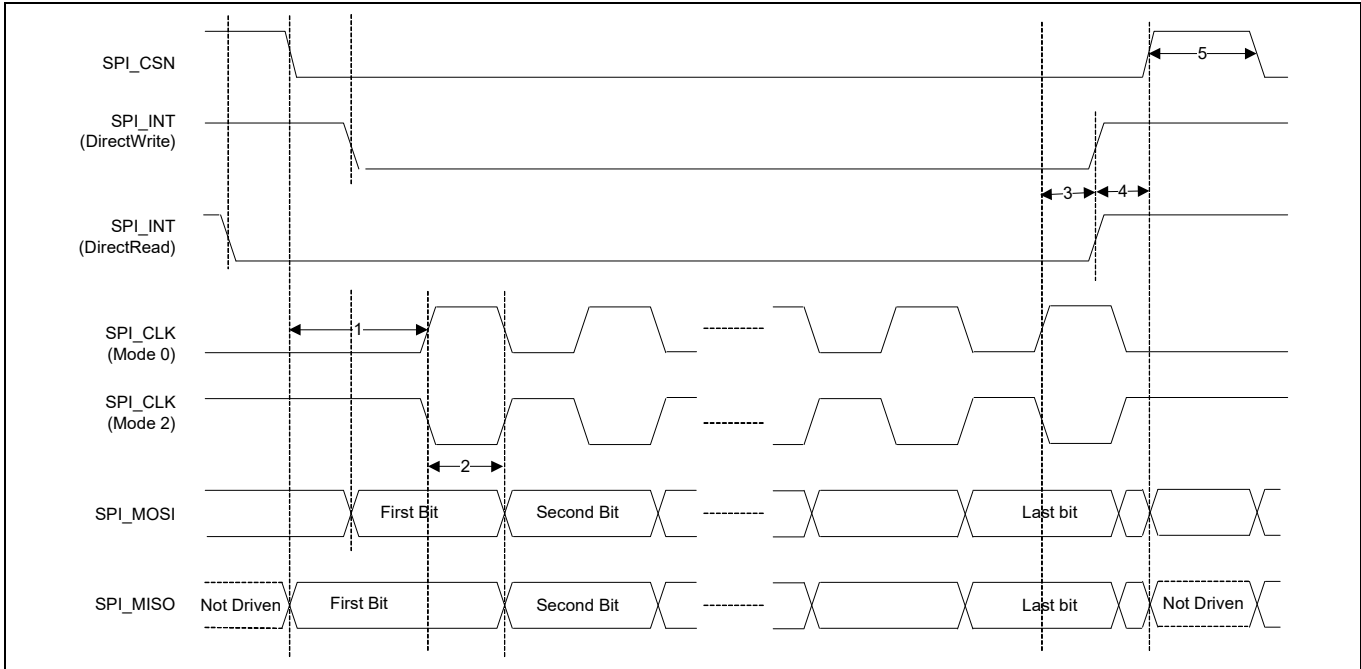 SPI_CSN
5
SPI_INT
(DirectWrite)
3
4
SPI_INT
(DirectRead)
1
SPI_CLK
(Mode 0)
SPI_CLK
(Mode 2)
2
SPI_MOSI
First Bit
Second Bit
Last bit
SPI_MISO
Not Driven
First Bit
Second Bit
Last bit
Not Driven